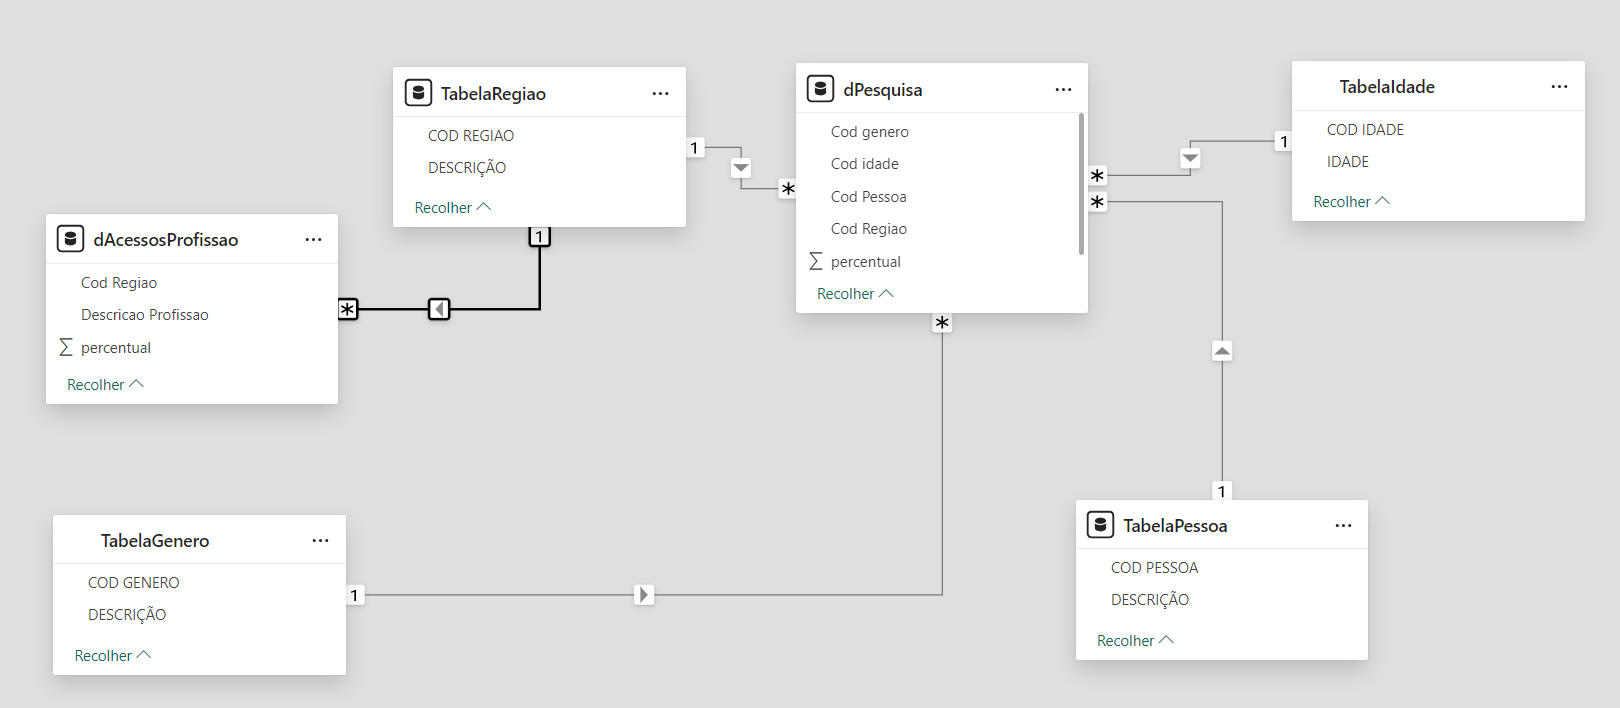 TabelaRegiao
COD REGIAO
DESCRIÇÃO
Recolher
1
1
dPesquisa
Cod genero
Cod idade
Cod Pessoa
Cod Regiao
∑ percentual
Recolher
*
*
*
*
TabelaIdade
COD IDADE
IDADE
Recolher
1
dAcessosProfissao
Cod Regiao
Descricao Profissao
∑ percentual
Recolher
*
TabelaGenero
COD GENERO
DESCRIÇÃO
Recolher
1
TabelaPessoa
COD PESSOA
DESCRIÇÃO
Recolher
1